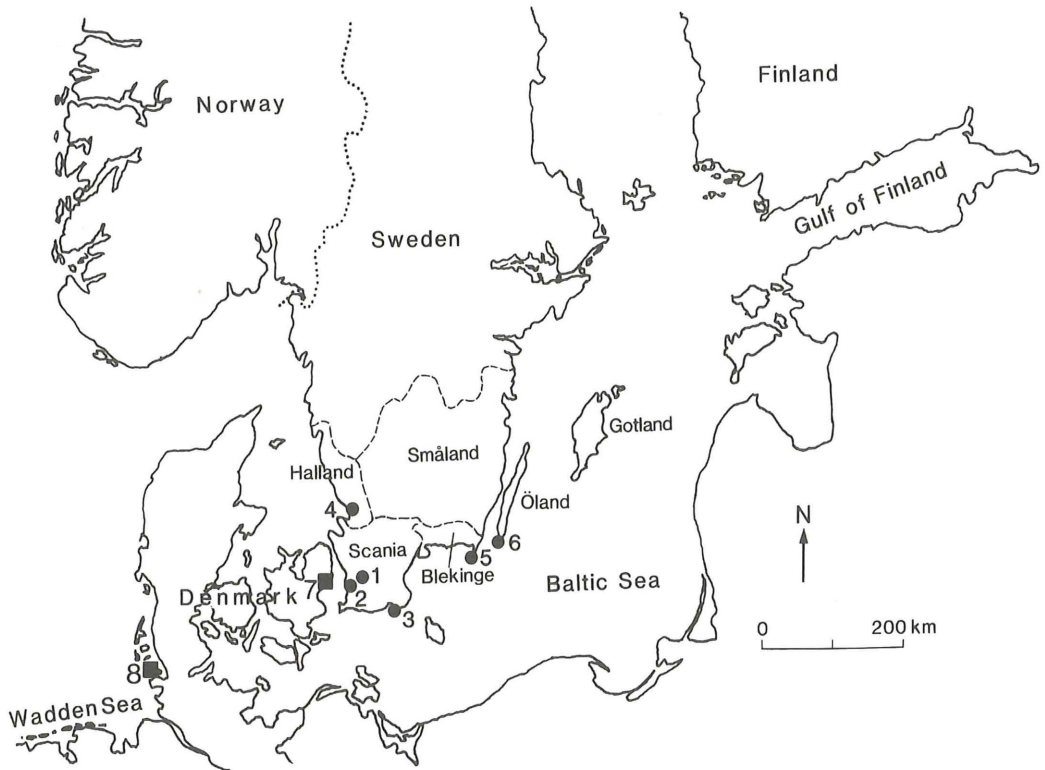 Norway
Finland
Gulf of Finland
Sweden
Gotland
Småland
Halland
Öland
4
N
Scania
6
5
Blekinge
1
7
2
Denmark
Baltic Sea
3
0 200 km
8
Wadden Sea